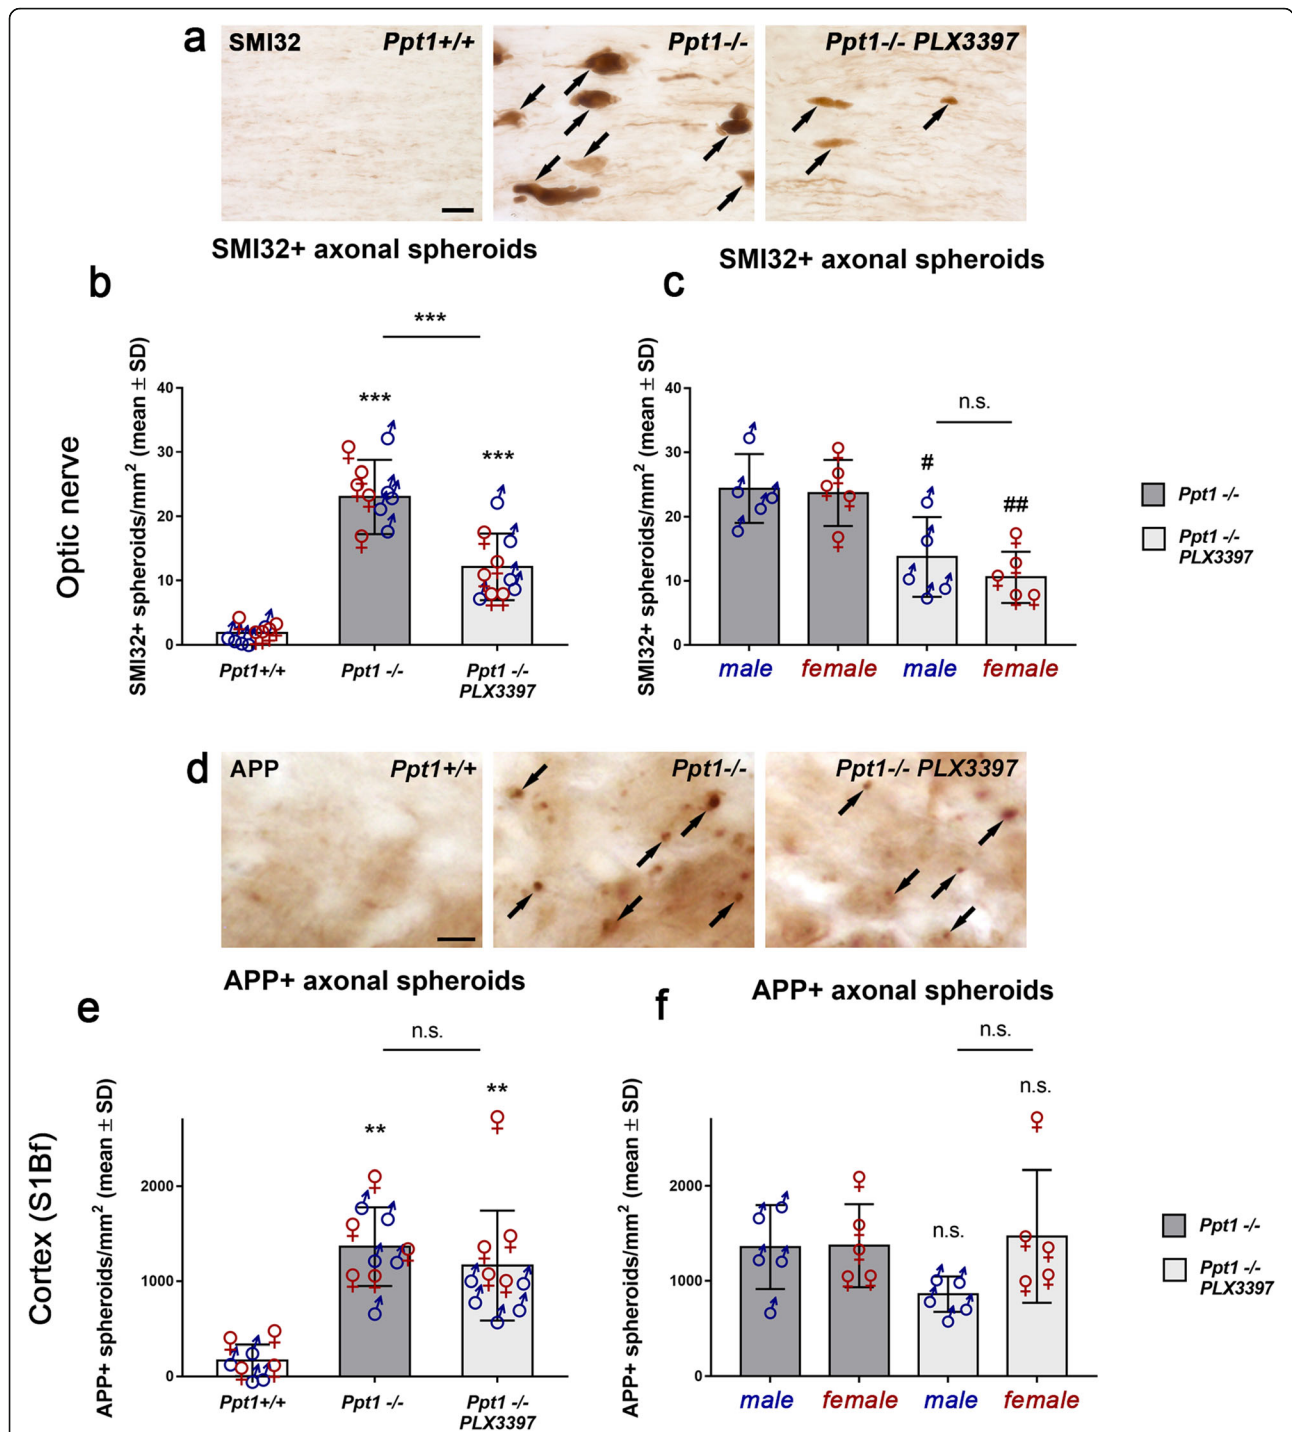 a
SMI32 Ppt1+/+ Ppt1-/- Ppt1-/- PLX3397
SMI32+ axonal spheroids
SMI32+ axonal spheroids
Optic nerve
b
SMI32+ spheroids/mm² (mean ± SD)
***
40
30
20
10
0
***
***
Ppt1+/+
Ppt1 -/-
Ppt1 -/-
PLX3397
c
SMI32+ spheroids/mm² (mean ± SD)
40
30
20
10
0
n.s.
#
##
male female male female
Ppt1 -/-
Ppt1 -/-
PLX3397
d
APP Ppt1+/+ Ppt1-/- Ppt1-/- PLX3397
APP+ axonal spheroids
APP+ axonal spheroids
Cortex (S1Bf)
e
APP+ spheroids/mm² (mean ± SD)
n.s.
**
**
2000
1000
0
Ppt1+/+
Ppt1 -/-
Ppt1 -/-
PLX3397
f
APP+ spheroids/mm² (mean ± SD)
n.s.
n.s.
n.s.
2000
1000
0
male female male female
Ppt1 -/-
Ppt1 -/-
PLX3397